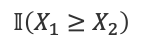 𝕀(X₁ ≥ X₂)